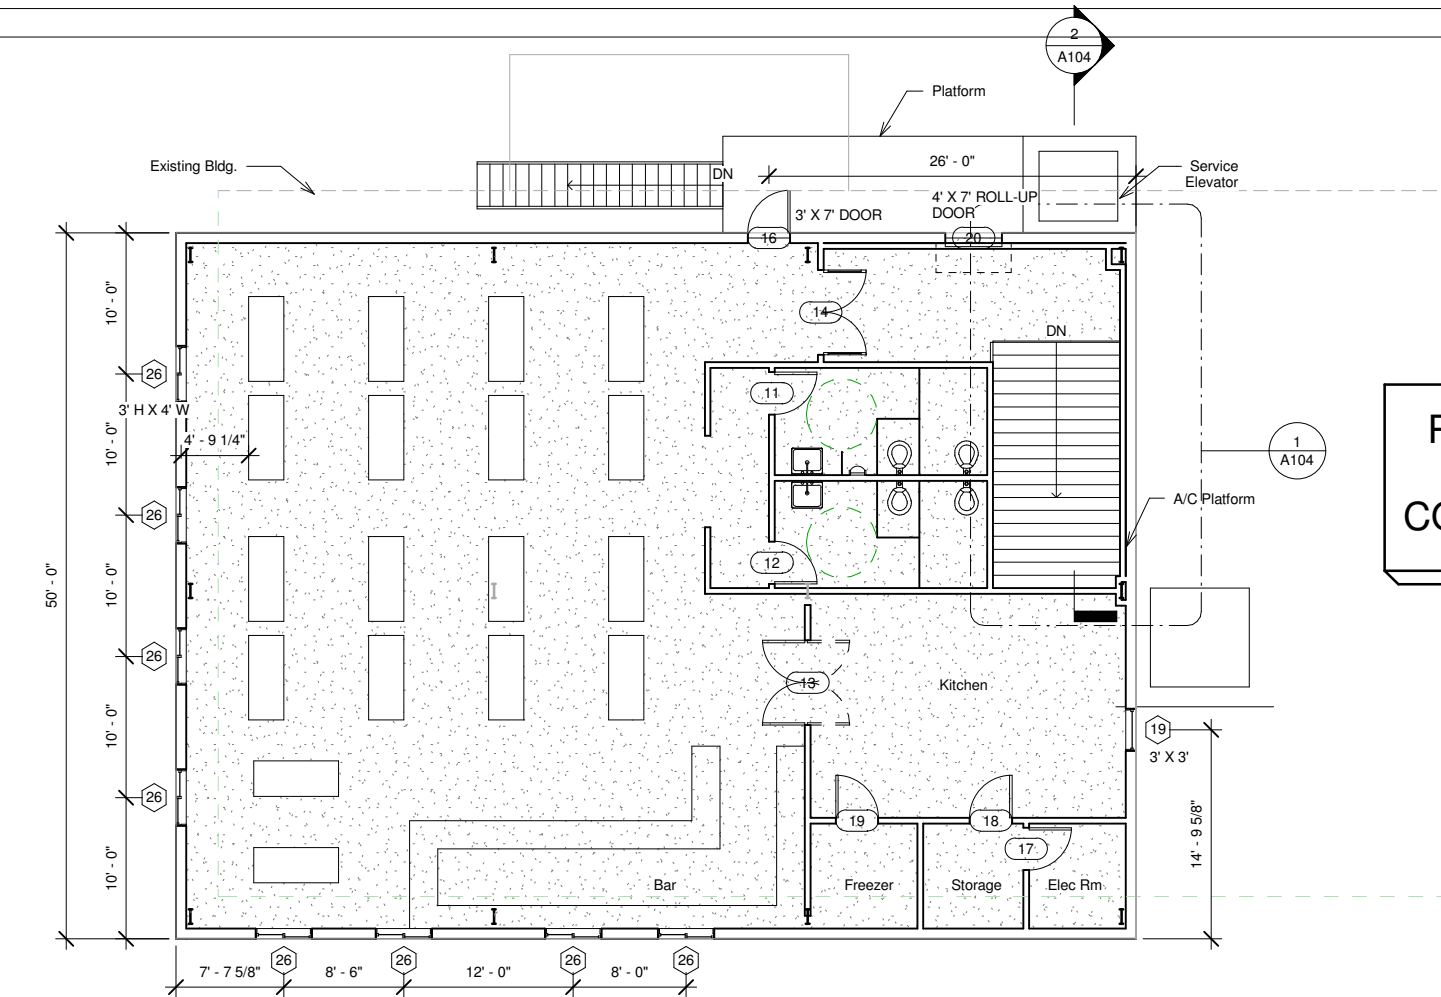 2
A104
Platform
Existing Bldg.
26' - 0"
Service
Elevator
DN
4' X 7' ROLL-UP
DOOR
3' X 7' DOOR
16
20
10' - 0"
14
DN
26
11
3' H X 4' W
10' - 0"
4' - 9 1/4"
1
A104
F
A/C Platform
26
CO
12
50' - 0"
10' - 0"
26
13
Kitchen
10' - 0"
19
3' X 3'
26
19
18
17
14' - 9 5/8"
10' - 0"
Bar
Freezer
Storage
Elec Rm
26
26
26
26
7' - 7 5/8"
8' - 6"
12' - 0"
8' - 0"